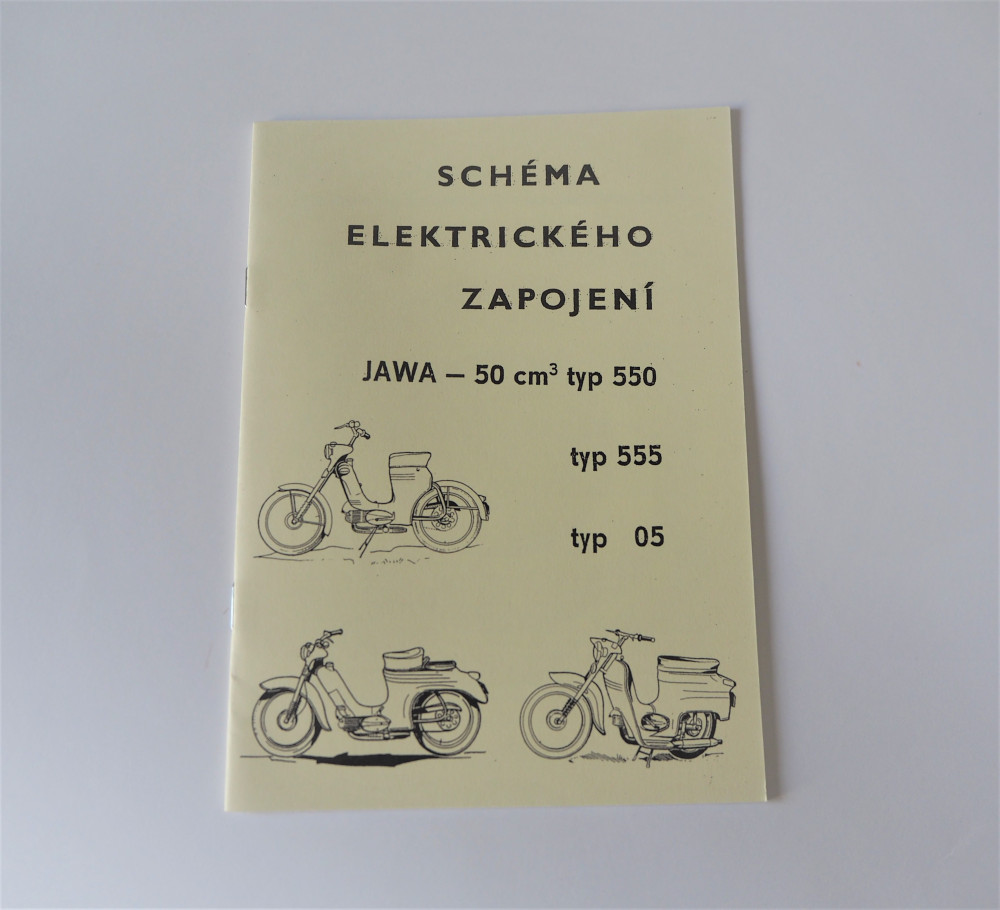 SCHÉMA
ELEKTRICKÉHO
ZAPOJENÍ
JAWA – 50 cm³ typ 550
typ 555
typ 05